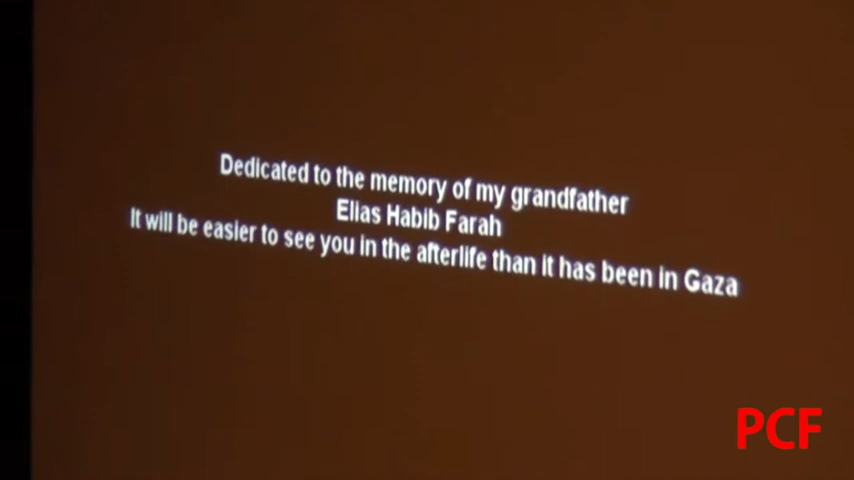 Dedicated to the memory of my grandfather
Elias Habib Farah
It will be easier to see you in the afterlife than it has been in Gaza
PCF